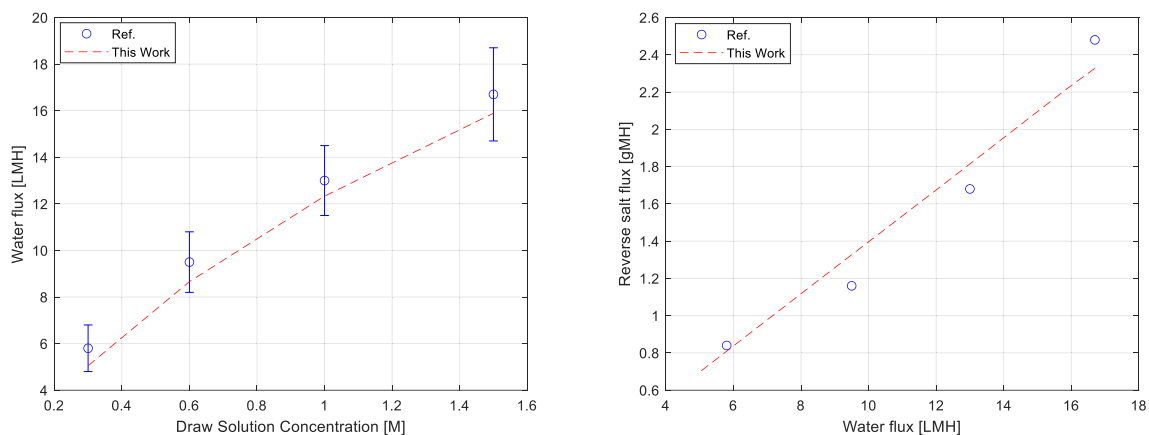 Ref.
This Work
20
18
16
14
12
10
8
6
4
Water flux [LMH]
0.2 0.4 0.6 0.8 1 1.2 1.4 1.6
Draw Solution Concentration [M]
Ref.
This Work
2.6
2.4
2.2
2
1.8
1.6
1.4
1.2
1
0.8
0.6
Reverse salt flux [gMH]
4 6 8 10 12 14 16 18
Water flux [LMH]